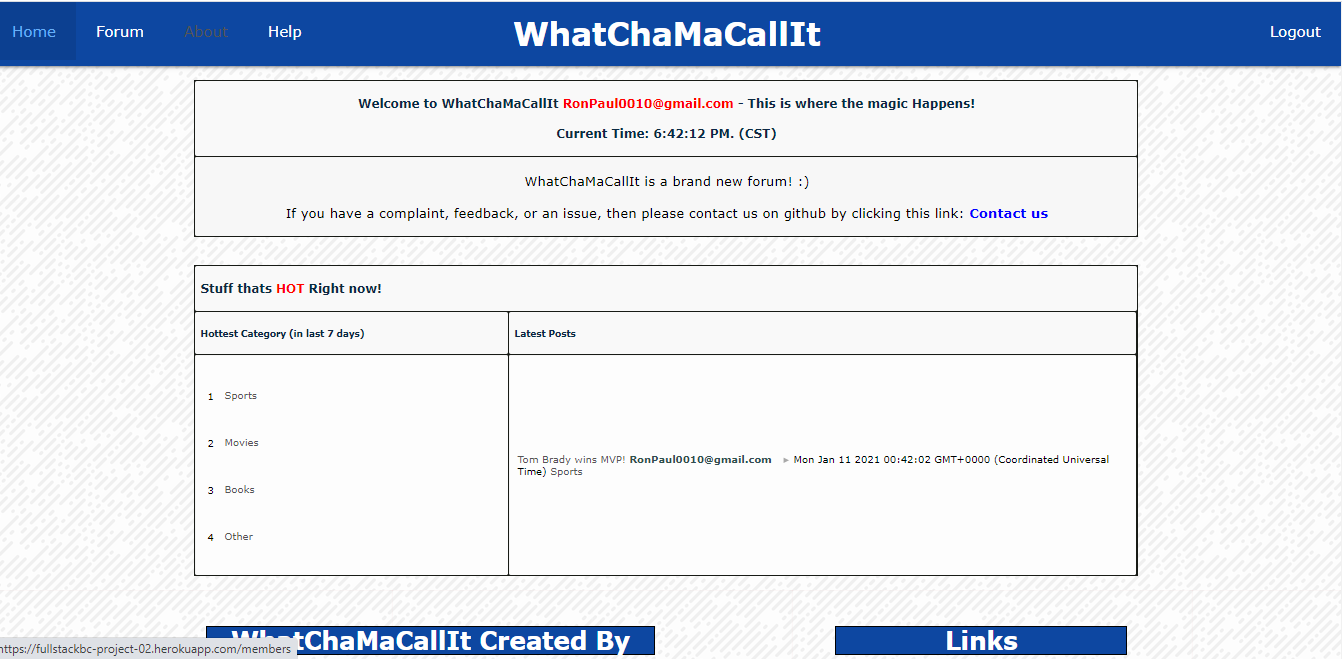 Home Forum About Help WhatChaMaCallIt Logout
Welcome to WhatChaMaCallIt RonPaul0010@gmail.com - This is where the magic Happens!
Current Time: 6:42:12 PM. (CST)
WhatChaMaCallIt is a brand new forum! :)
If you have a complaint, feedback, or an issue, then please contact us on github by clicking this link: Contact us
Stuff thats HOT Right now!
Hottest Category (in last 7 days)
Latest Posts
1 Sports
2 Movies
3 Books
4 Other
Tom Brady wins MVP! RonPaul0010@gmail.com ► Mon Jan 11 2021 00:42:02 GMT+0000 (Coordinated Universal
Time) Sports
WhatChaMaCallIt Created By
Links
https://fullstackbc-project-02.herokuapp.com/members